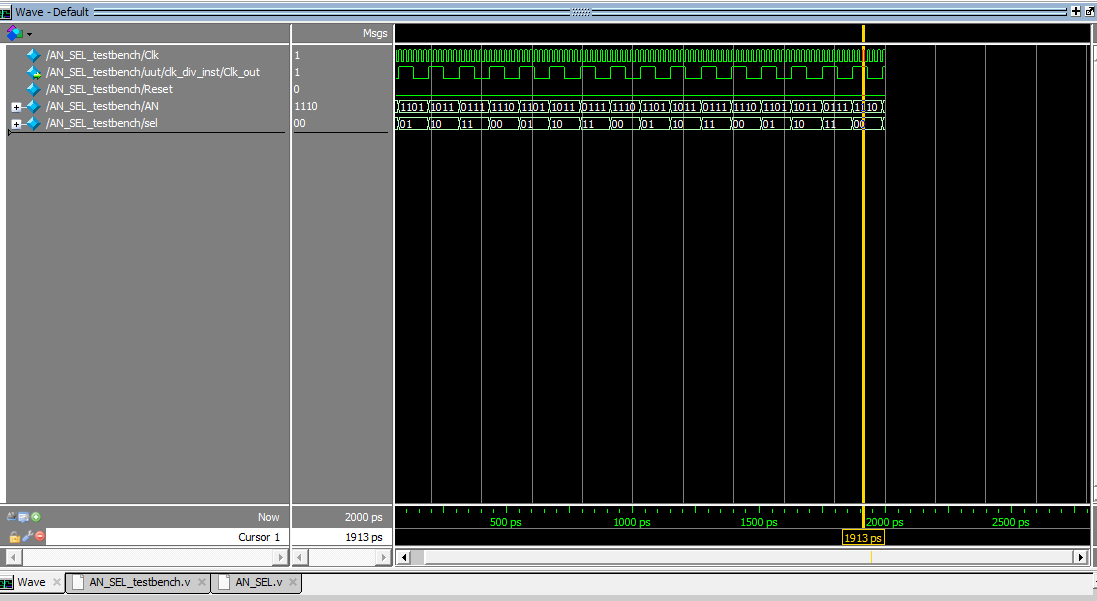 Wave - Default
Msgs
/AN_SEL_testbench/Clk 1
/AN_SEL_testbench/uut/clk_div_inst/Clk_out 1
/AN_SEL_testbench/Reset 0
/AN_SEL_testbench/AN 1110 1101 1011 0111 1110 1101 1011 0111 1110 1101 1011 0111 1110 1101 1011 0111 1110
/AN_SEL_testbench/sel 00 01 10 11 00 01 10 11 00 01 10 11 00 01 10 11 00
Now 2000 ps 500 ps 1000 ps 1500 ps 2000 ps 2500 ps
Cursor 1 1913 ps 1913 ps
Wave AN_SEL_testbench.v AN_SEL.v